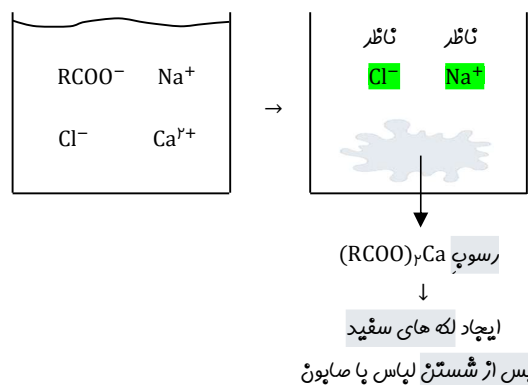 ناظر ناظر
RCOO⁻ Na⁺ Cl⁻ Na⁺
Cl⁻ Ca²⁺ →
رسوب (RCOO)₂Ca
↓
ایجاد لکه های سفید
پس از شستن لباس با صابون